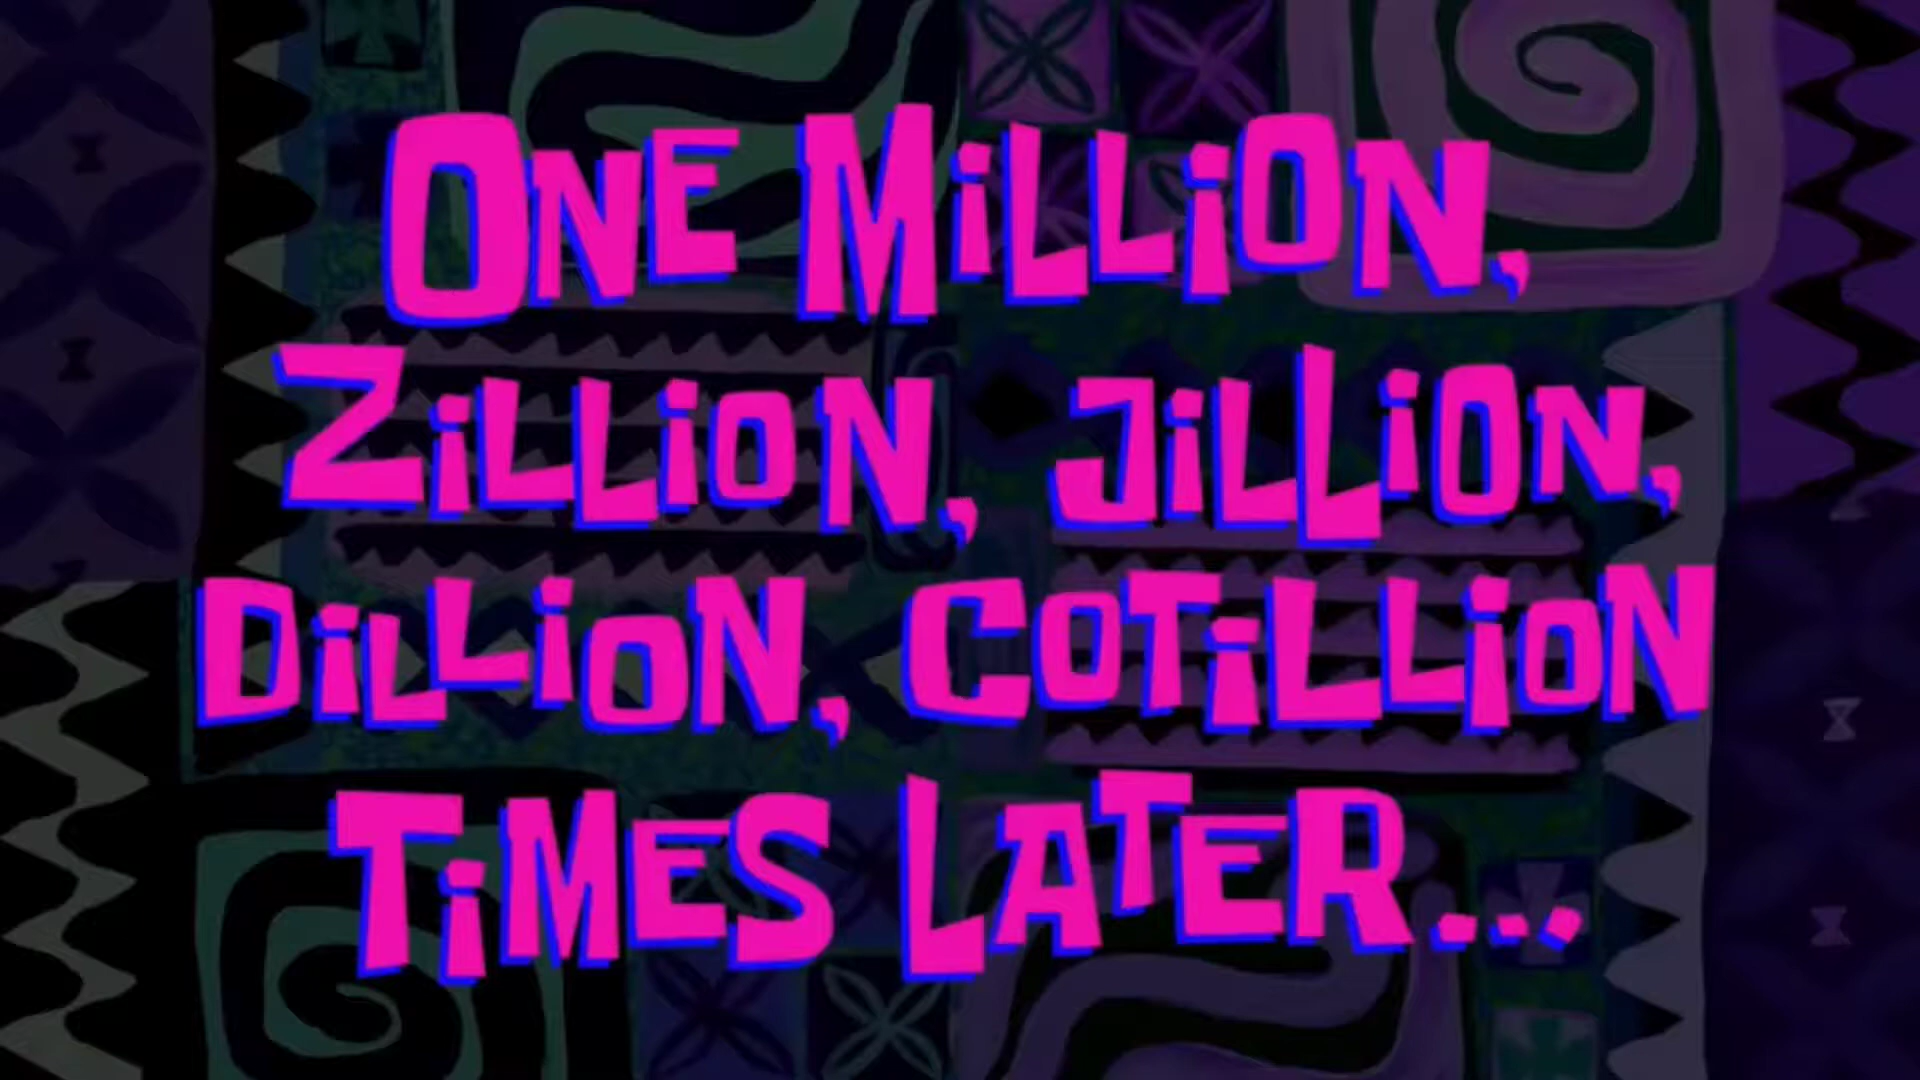 ONE MILLION,
ZILLION, JILLION,
DILLION, COTILLION
TIMES LATER...